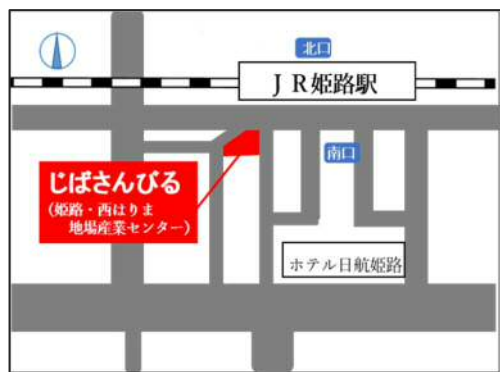 北口
JR姫路駅
南口
じばさんびる
(姫路・西はりま
地場産業センター)
ホテル日航姫路